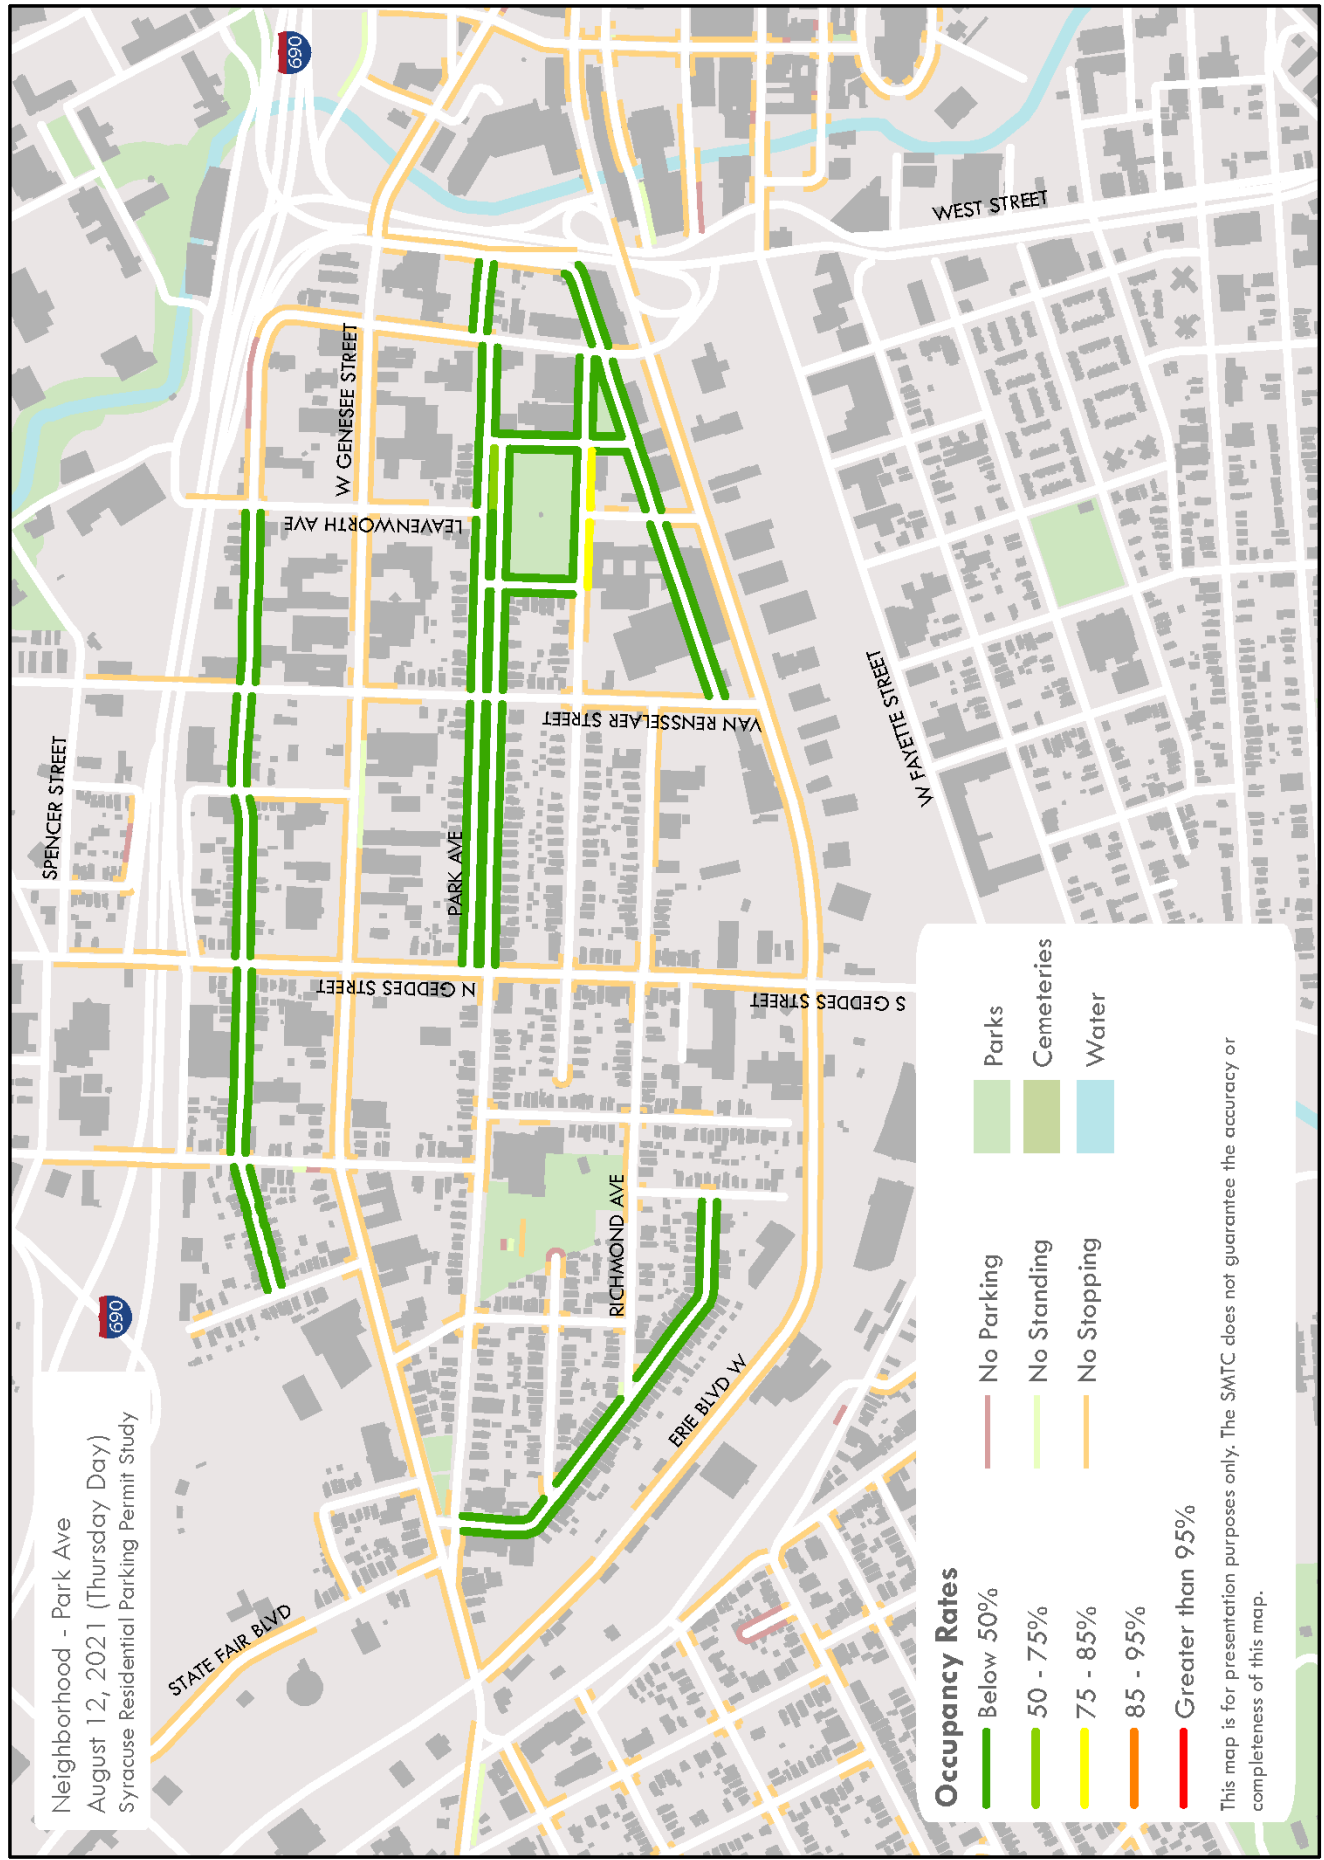 Neighborhood - Park Ave
August 12, 2021 (Thursday Day)
Syracuse Residential Parking Permit Study
690
690
SPENCER STREET
STATE FAIR BLVD
W GENESEE STREET
LEAVENWORTH AVE
N GEDDES STREET
PARK AVE
VAN RENSSELAER STREET
RICHMOND AVE
ERIE BLVD W
S GEDDES STREET
W FAYETTE STREET
WEST STREET
Occupancy Rates
Below 50%
50 - 75%
75 - 85%
85 - 95%
Greater than 95%
No Parking
No Standing
No Stopping
Parks
Cemeteries
Water
This map is for presentation purposes only. The SMTC does not guarantee the accuracy or
completeness of this map.